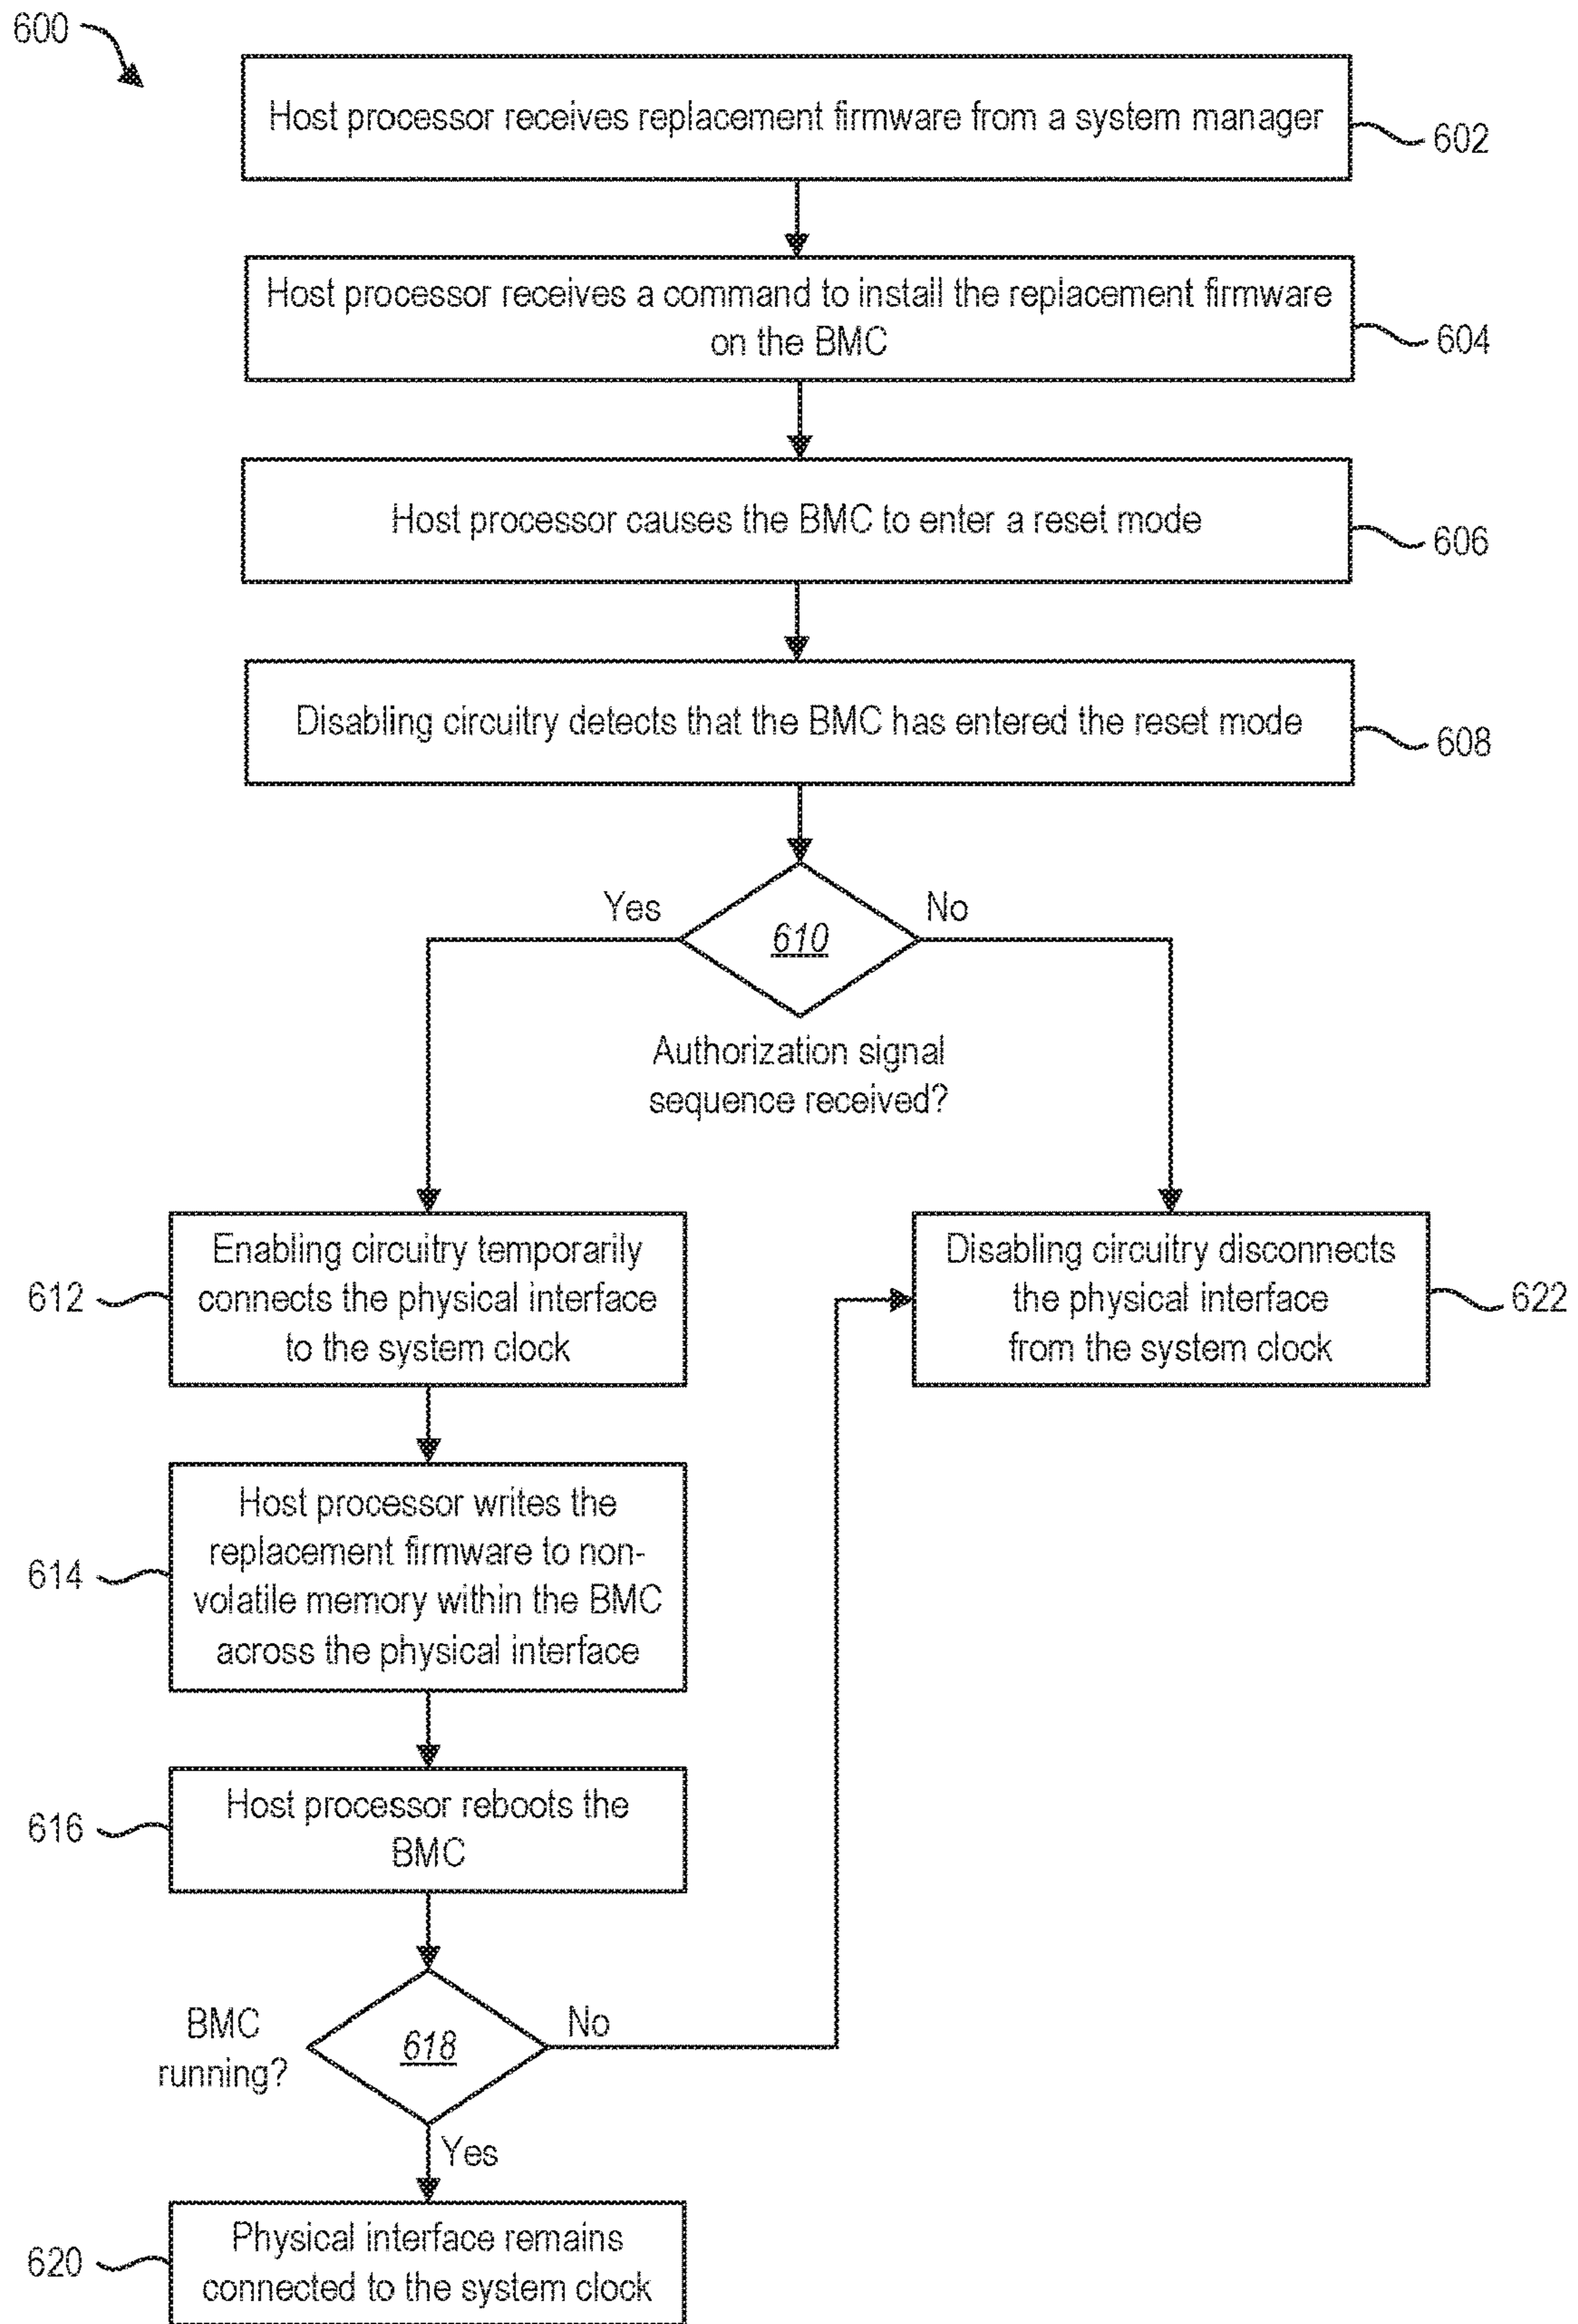 600
Host processor receives replacement firmware from a system manager
602
Host processor receives a command to install the replacement firmware
on the BMC
604
Host processor causes the BMC to enter a reset mode
606
Disabling circuitry detects that the BMC has entered the reset mode
608
Yes
610
No
Authorization signal
sequence received?
Enabling circuitry temporarily
connects the physical interface
to the system clock
612
Disabling circuitry disconnects
the physical interface
from the system clock
622
Host processor writes the
replacement firmware to non-
volatile memory within the BMC
across the physical interface
614
Host processor reboots the
BMC
616
BMC
running?
618
No
Yes
Physical interface remains
connected to the system clock
620